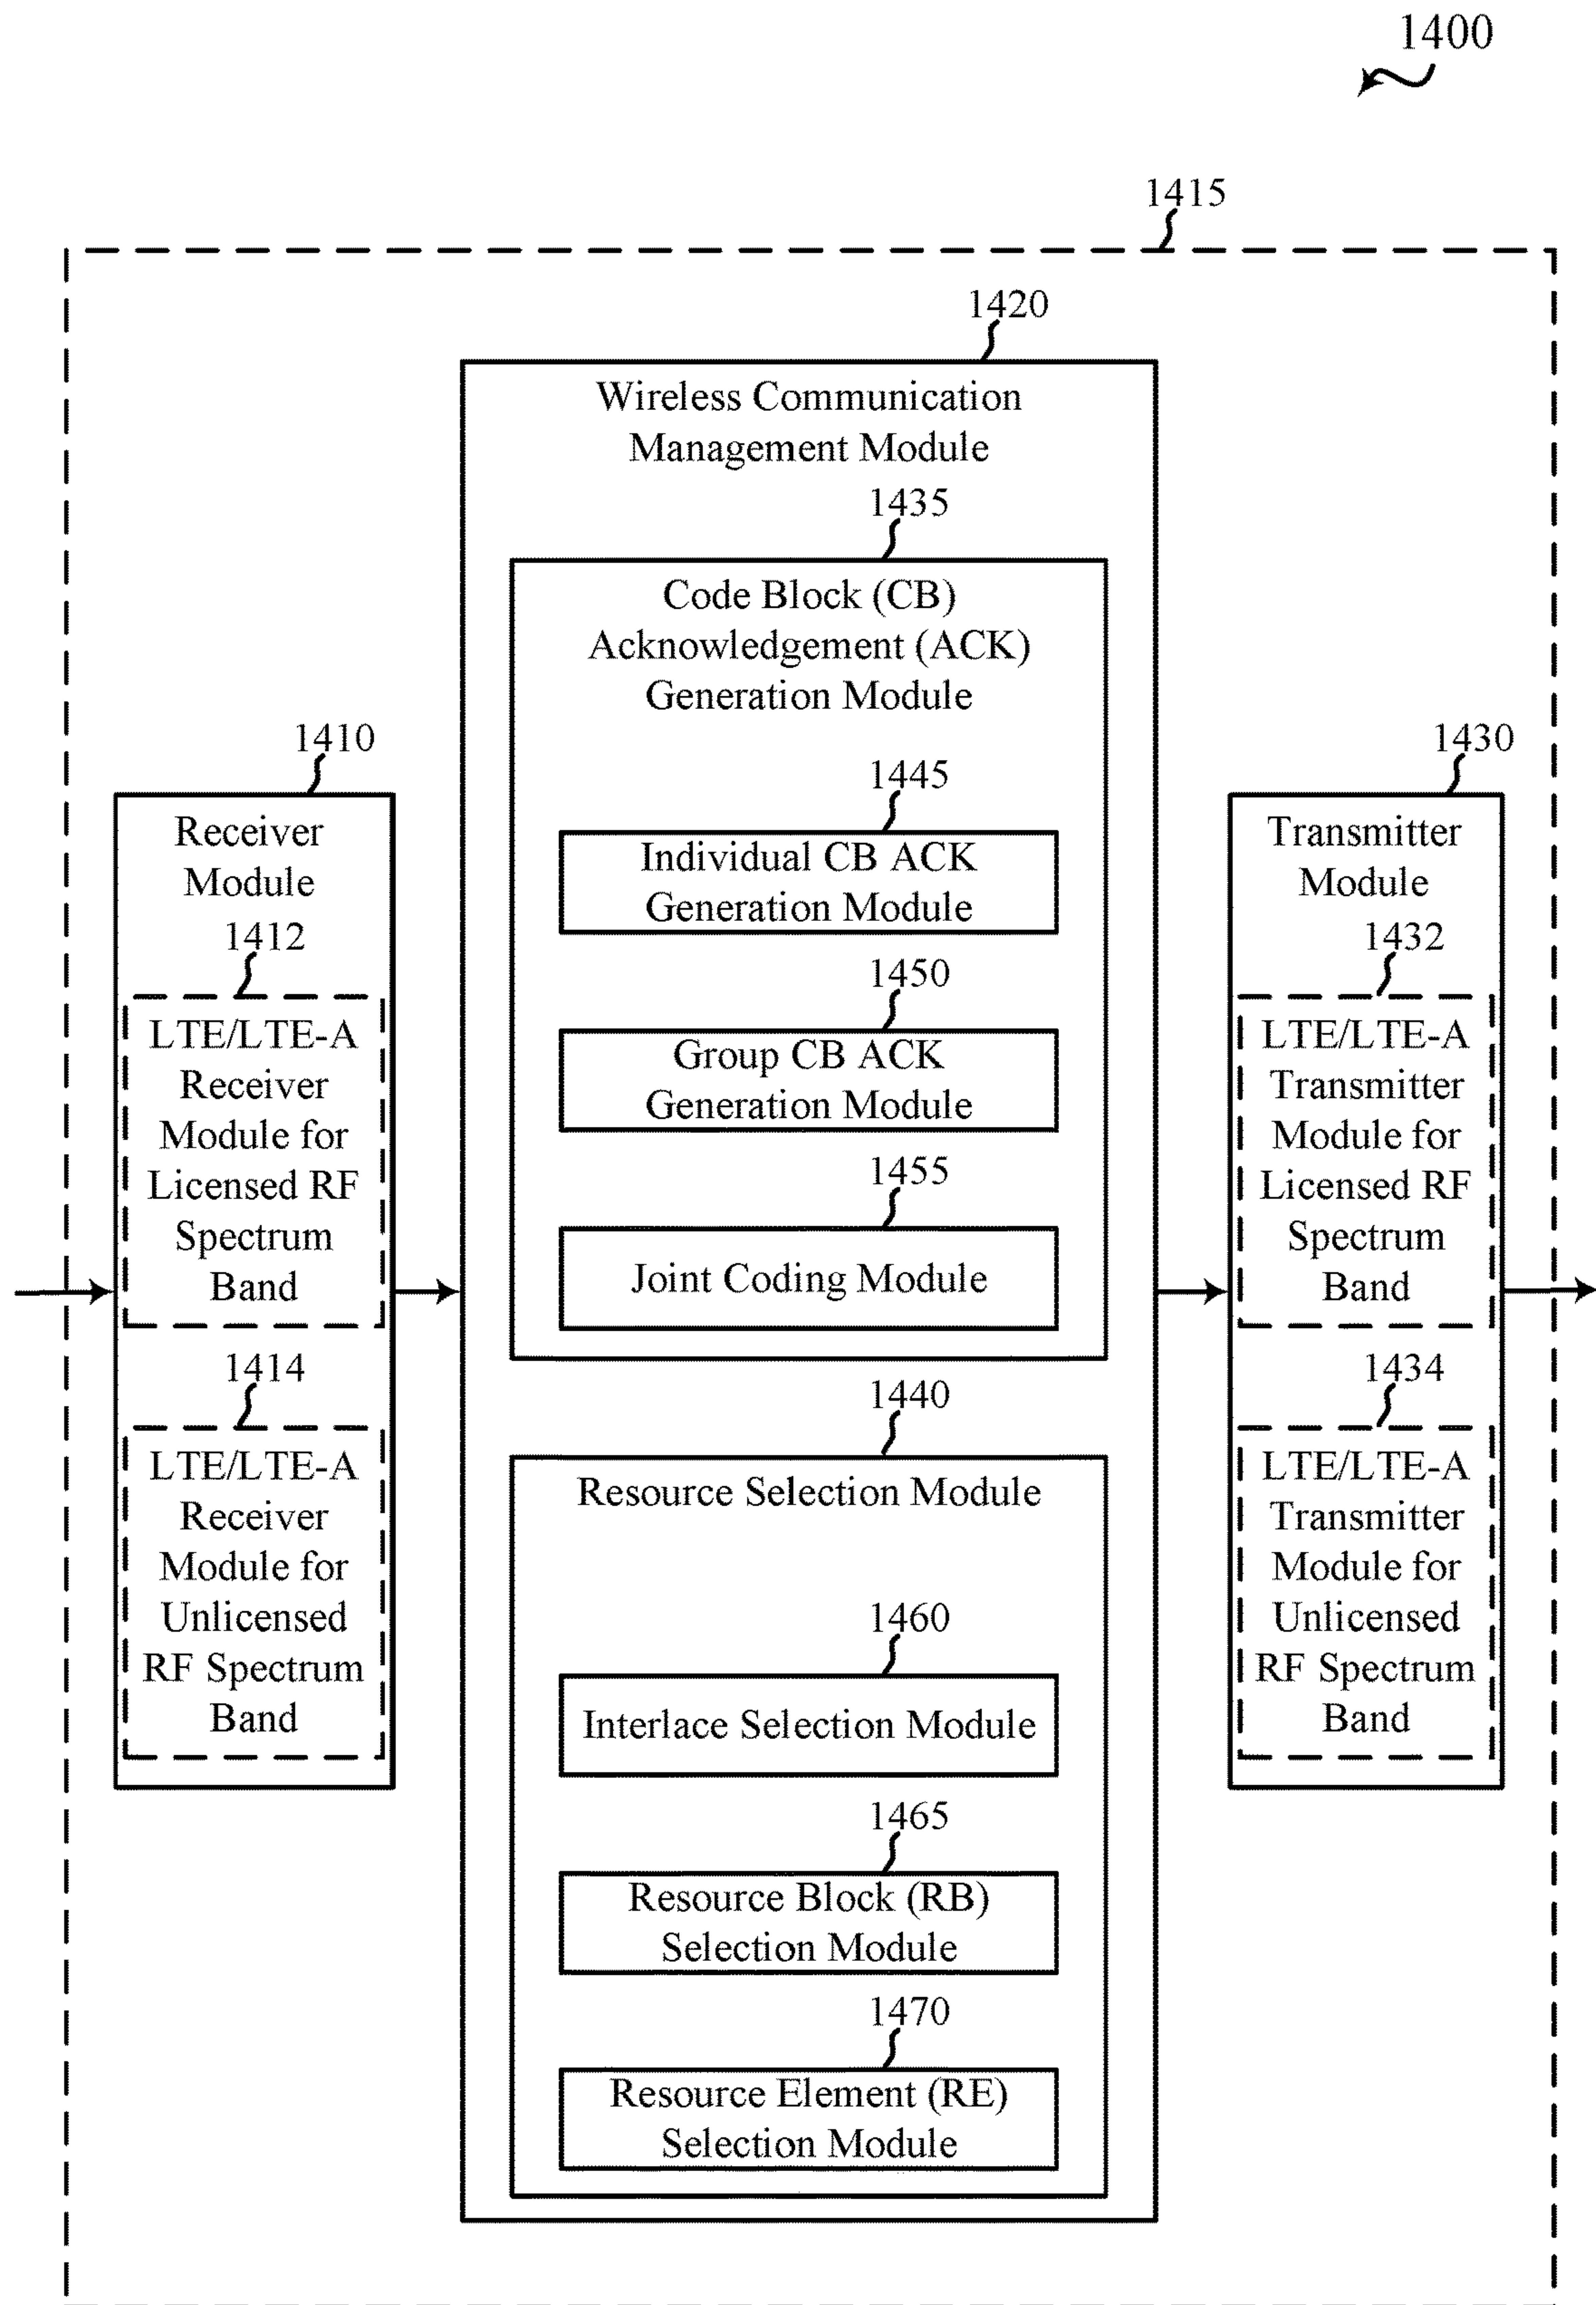 1400
1415
1420
Wireless Communication
Management Module
1435
Code Block (CB)
Acknowledgement (ACK)
Generation Module
1445
Individual CB ACK
Generation Module
1450
Group CB ACK
Generation Module
1455
Joint Coding Module
1440
Resource Selection Module
1460
Interlace Selection Module
1465
Resource Block (RB)
Selection Module
1470
Resource Element (RE)
Selection Module
1410
Receiver
Module
1412
LTE/LTE-A
Receiver
Module for
Licensed RF
Spectrum
Band
1414
LTE/LTE-A
Receiver
Module for
Unlicensed
RF Spectrum
Band
1430
Transmitter
Module
1432
LTE/LTE-A
Transmitter
Module for
Licensed RF
Spectrum
Band
1434
LTE/LTE-A
Transmitter
Module for
Unlicensed
RF Spectrum
Band